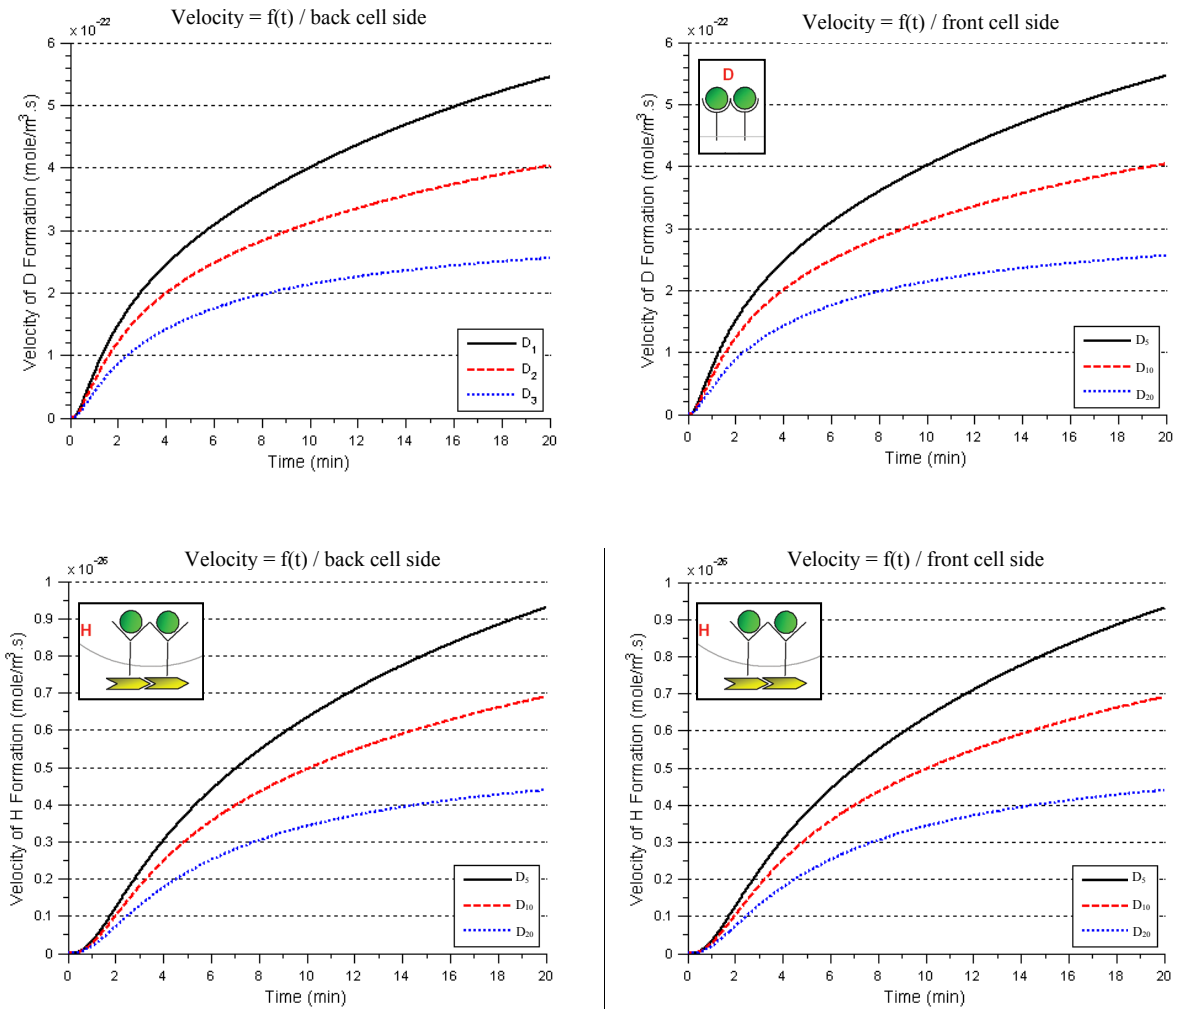 Velocity = f(t) / back cell side
x 10⁻²²
Velocity of D Formation (mole/m³.s)
6
5
4
3
2
1
0
0 2 4 6 8 10 12 14 16 18 20
Time (min)
D₁
D₂
D₃
Velocity = f(t) / front cell side
x 10⁻²²
Velocity of D Formation (mole/m³.s)
6
5
4
3
2
1
0
0 2 4 6 8 10 12 14 16 18 20
Time (min)
D
D₅
D₁₀
D₂₀
Velocity = f(t) / back cell side
x 10⁻²⁶
Velocity of H Formation (mole/m³.s)
1
0.9
0.8
0.7
0.6
0.5
0.4
0.3
0.2
0.1
0
0 2 4 6 8 10 12 14 16 18 20
Time (min)
H
D₅
D₁₀
D₂₀
Velocity = f(t) / front cell side
x 10⁻²⁶
Velocity of H Formation (mole/m³.s)
1
0.9
0.8
0.7
0.6
0.5
0.4
0.3
0.2
0.1
0
0 2 4 6 8 10 12 14 16 18 20
Time (min)
H
D₅
D₁₀
D₂₀